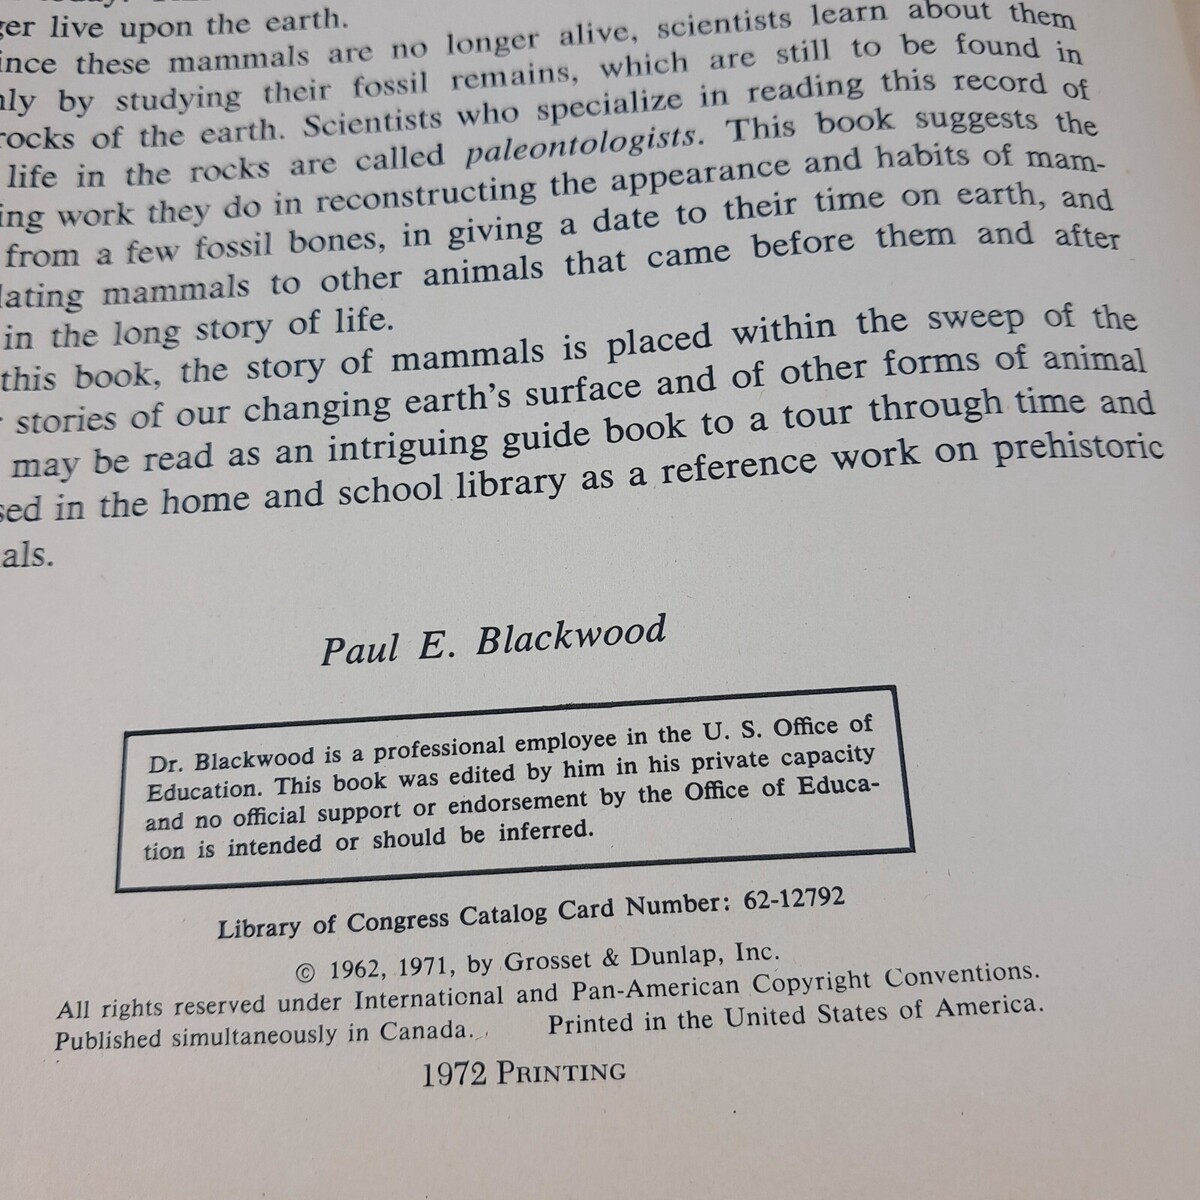 live upon the earth.
these mammals are no longer alive, scientists learn about them
by studying their fossil remains, which are still to be found in
rocks of the earth. Scientists who specialize in reading this record of
life in the rocks are called paleontologists. This book suggests the
work they do in reconstructing the appearance and habits of mam-
from a few fossil bones, in giving a date to their time on earth, and
mammals to other animals that came before them and after
in the long story of life.
this book, the story of mammals is placed within the sweep of the
stories of our changing earth's surface and of other forms of animal
may be read as an intriguing guide book to a tour through time and
in the home and school library as a reference work on prehistoric
als.
Paul E. Blackwood
Dr. Blackwood is a professional employee in the U. S. Office of
Education. This book was edited by him in his private capacity
and no official support or endorsement by the Office of Educa-
tion is intended or should be inferred.
Library of Congress Catalog Card Number: 62-12792
© 1962, 1971, by Grosset & Dunlap, Inc.
All rights reserved under International and Pan-American Copyright Conventions.
Published simultaneously in Canada. Printed in the United States of America.
1972 PRINTING